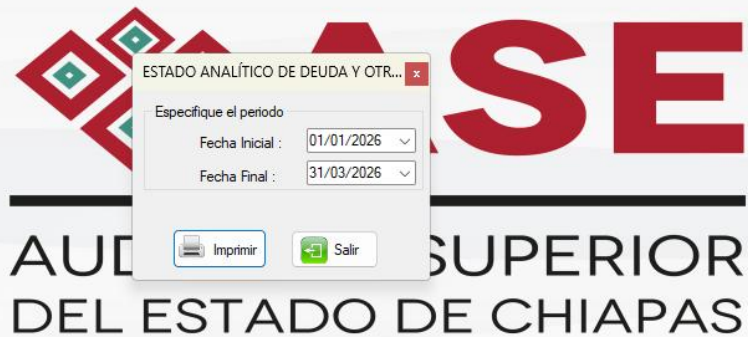 ASE
ESTADO ANALÍTICO DE DEUDA Y OTR... x
Especifique el periodo
Fecha Inicial : 01/01/2026
Fecha Final : 31/03/2026
Imprimir Salir
AUD SUPERIOR
DEL ESTADO DE CHIAPAS